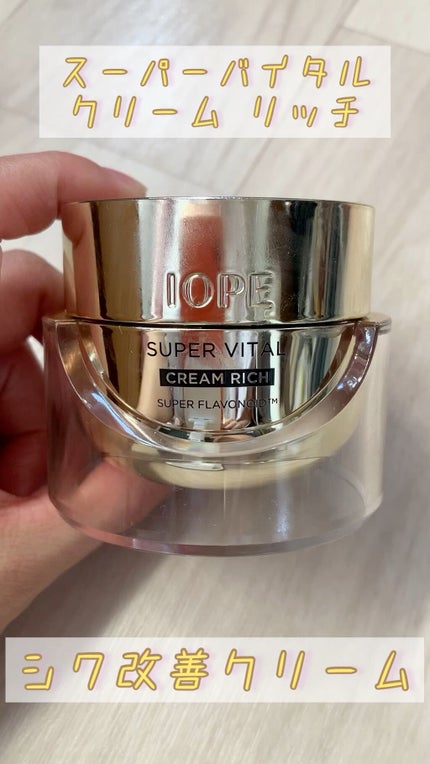 スーパーバイタル
クリーム リッチ
IOPE
SUPER VITAL
CREAM RICH
SUPER FLAVONOID™
シワ改善クリーム